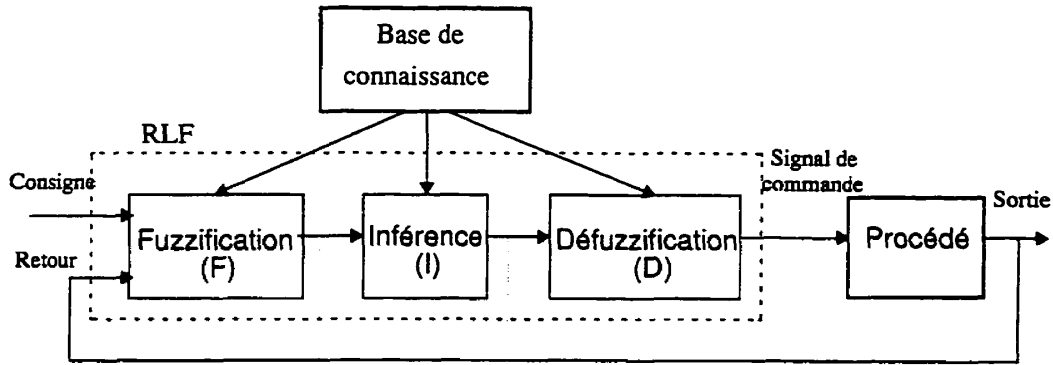 Base de
connaissance
RLF
Consigne
Retour
Fuzzification
(F)
Inférence
(I)
Défuzzification
(D)
Signal de
commande
Procédé
Sortie